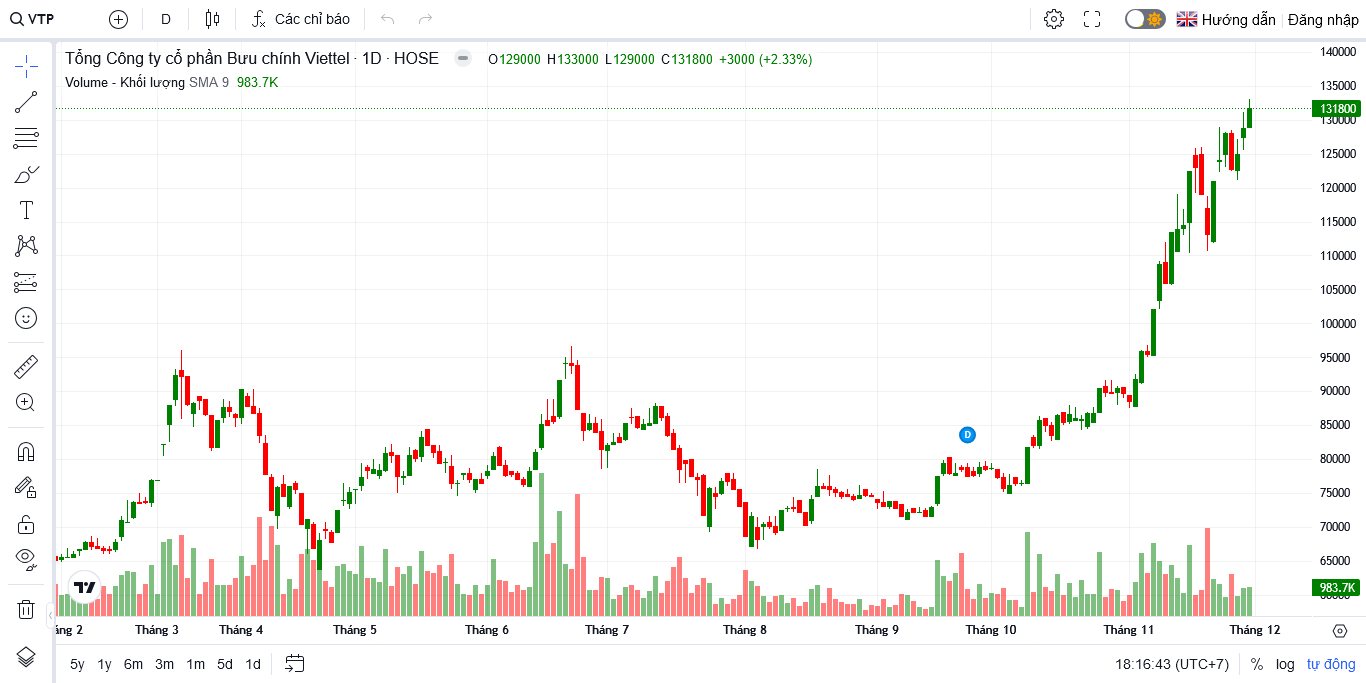 VTP D Các chỉ báo Hướng dẫn Đăng nhập
Tổng Công ty cổ phần Bưu chính Viettel · 1D · HOSE O129000 H133000 L129000 C131800 +3000 (+2.33%)
Volume - Khối lượng SMA 9 983.7K
140000
135000
131800
130000
125000
120000
115000
110000
105000
100000
95000
90000
85000
D
80000
75000
70000
65000
983.7K
Tháng 3 Tháng 4 Tháng 5 Tháng 6 Tháng 7 Tháng 8 Tháng 9 Tháng 10 Tháng 11 Tháng 12
5y 1y 6m 3m 1m 5d 1d 18:16:43 (UTC+7) % log tự động